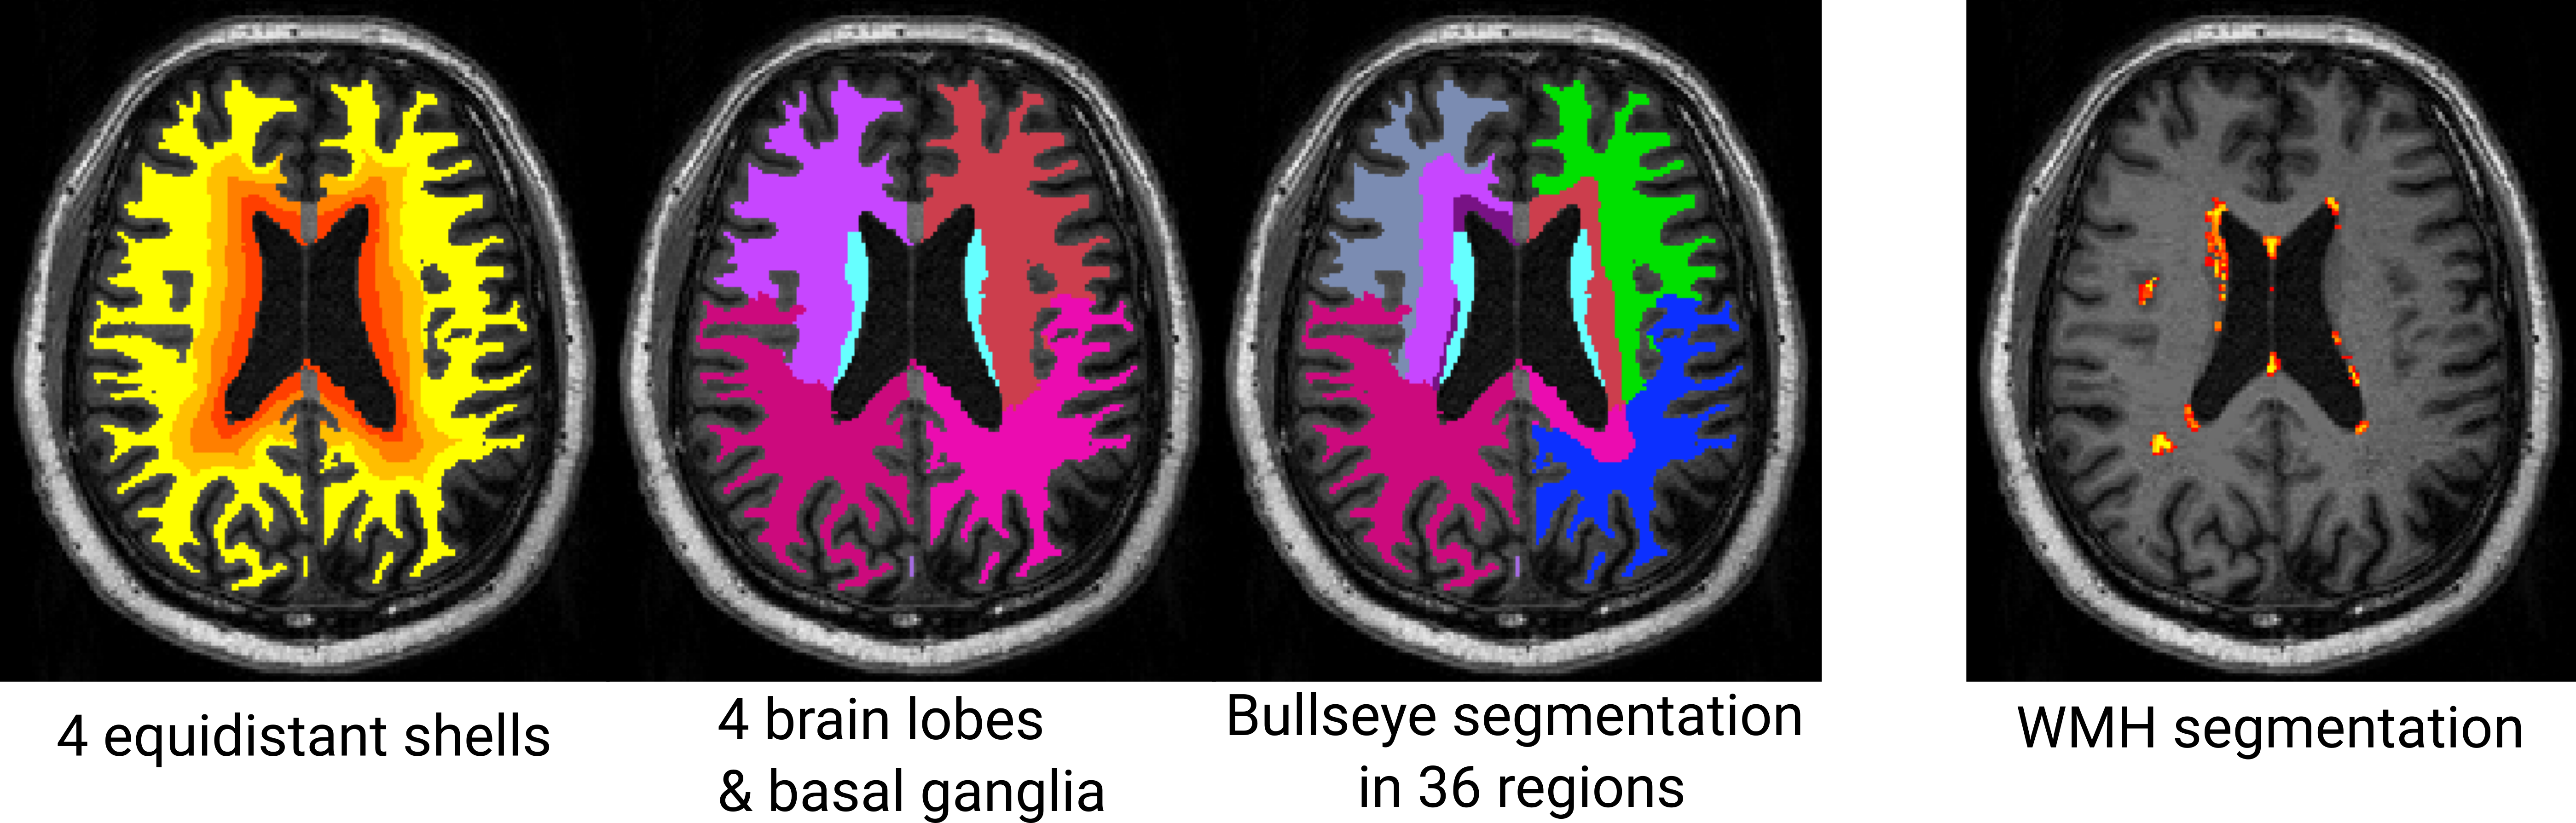 4 equidistant shells
4 brain lobes
& basal ganglia
Bullseye segmentation
in 36 regions
WMH segmentation